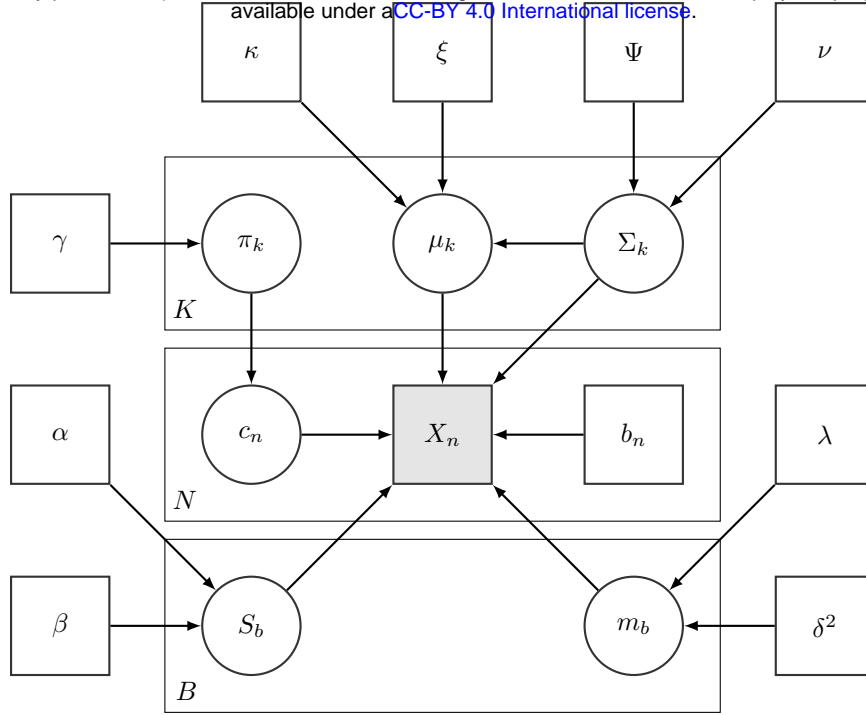 available under aCC-BY 4.0 International license.
κ ξ Ψ ν
γ π_k μ_k Σ_k
K
α c_n X_n b_n λ
N
β S_b m_b δ²
B